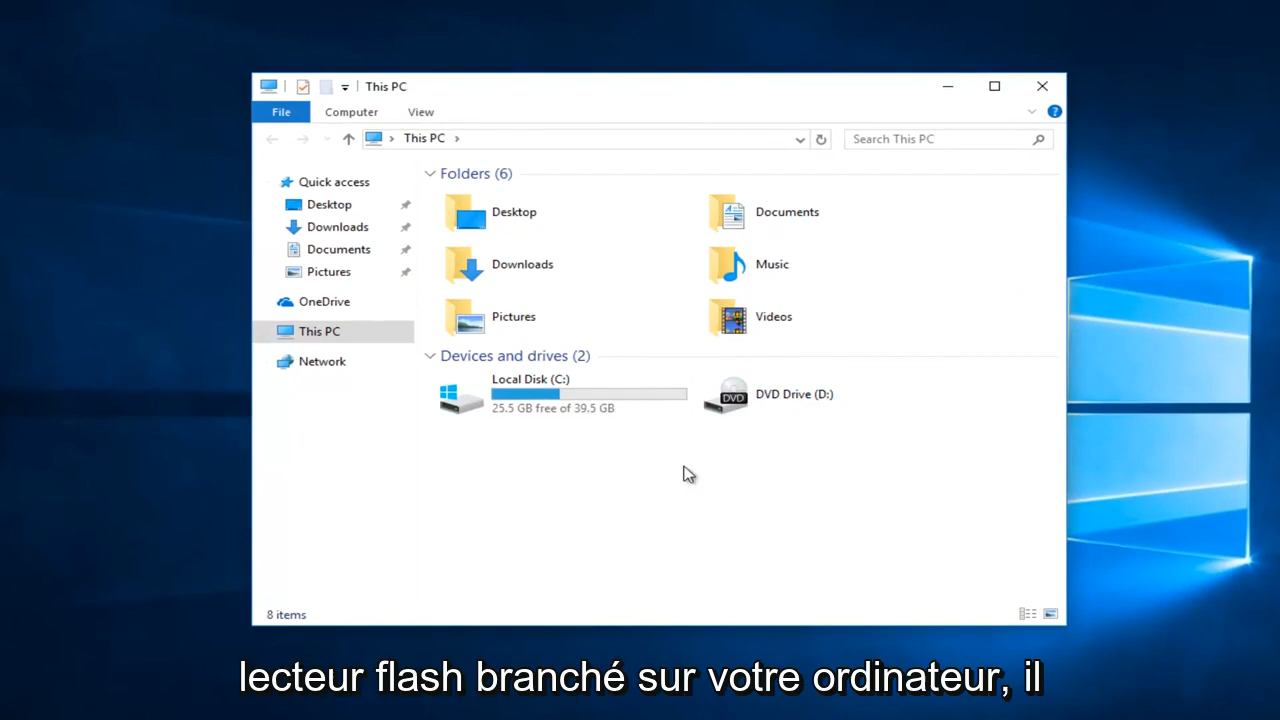 This PC
File Computer View
This PC
Search This PC
Quick access
Desktop
Downloads
Documents
Pictures
OneDrive
This PC
Network
Folders (6)
Desktop
Documents
Downloads
Music
Pictures
Videos
Devices and drives (2)
Local Disk (C:)
25.5 GB free of 39.5 GB
DVD
DVD Drive (D:)
8 items
lecteur flash branché sur votre ordinateur, il